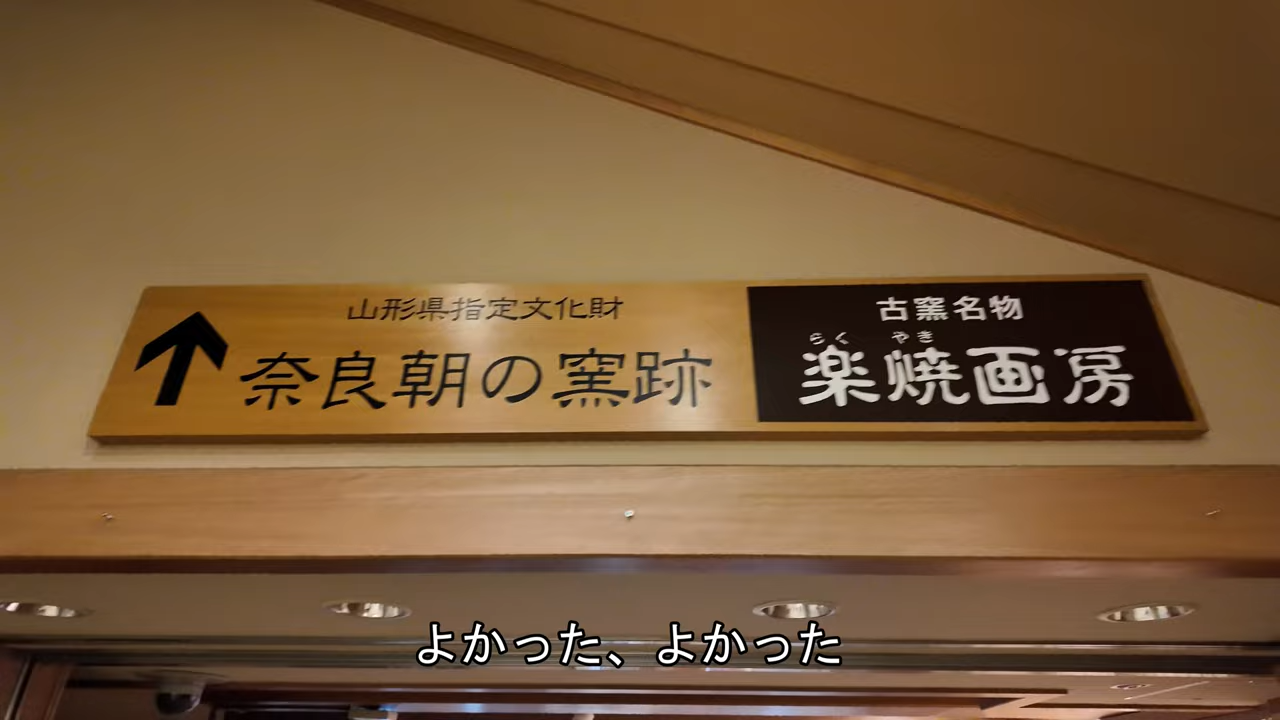 山形県指定文化財
奈良朝の窯跡
古窯名物
らく やき
楽焼画房
よかった、よかった